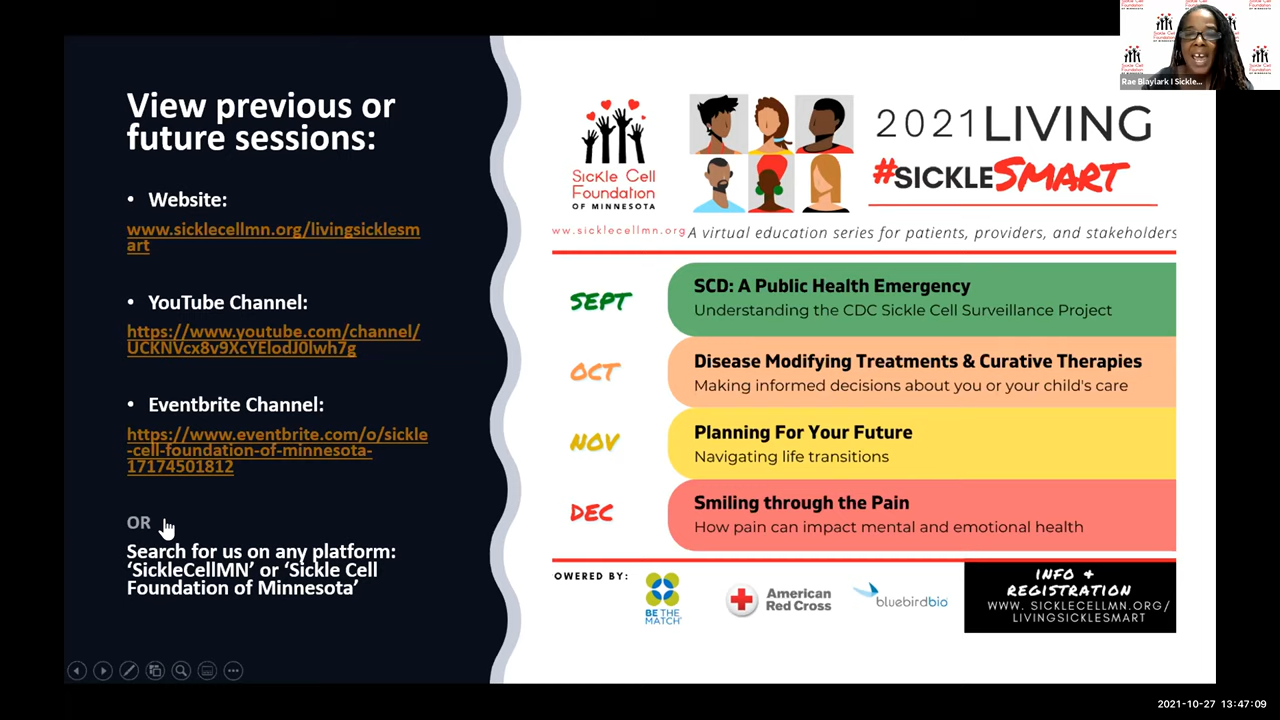 View previous or
future sessions:
• Website:
www.sicklecellmn.org/livingsicklesm
art
• YouTube Channel:
https://www.youtube.com/channel/
UCKNVcx8v9XcYElodJ0lwh7g
• Eventbrite Channel:
https://www.eventbrite.com/o/sickle
-cell-foundation-of-minnesota-
17174501812
OR
Search for us on any platform:
‘SickleCellMN’ or ‘Sickle Cell
Foundation of Minnesota’
Sickle Cell
Foundation
OF MINNESOTA
2021 LIVING
#SICKLESMART
ww.sicklecellmn.org
A virtual education series for patients, providers, and stakeholders
SEPT
SCD: A Public Health Emergency
Understanding the CDC Sickle Cell Surveillance Project
OCT
Disease Modifying Treatments & Curative Therapies
Making informed decisions about you or your child's care
NOV
Planning For Your Future
Navigating life transitions
DEC
Smiling through the Pain
How pain can impact mental and emotional health
OWERED BY:
BE THE
MATCH®
American
Red Cross
bluebirdbio
INFO +
REGISTRATION
WWW. SICKLECELLMN.ORG/
LIVINGSICKLESMART
Rae Blaylark I Sickle...
2021-10-27 13:47:09